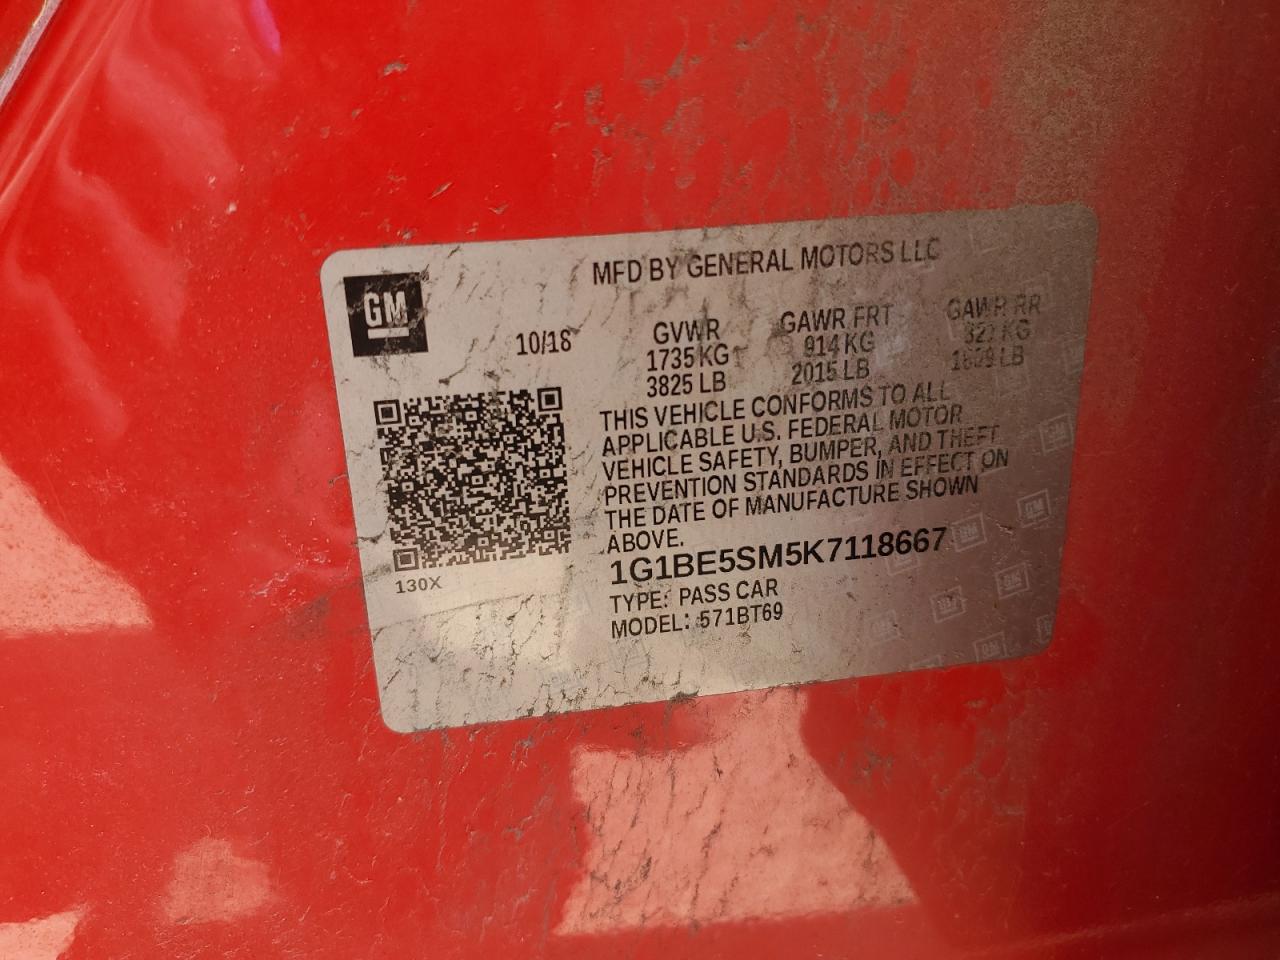 GM
MFD BY GENERAL MOTORS LLC
10/18
GVWR GAWR FRT GAWR RR
1735 KG 914 KG KG
3825 LB 2015 LB LB
THIS VEHICLE CONFORMS TO ALL
APPLICABLE U.S. FEDERAL MOTOR
VEHICLE SAFETY, BUMPER, AND THEFT
PREVENTION STANDARDS IN EFFECT ON
THE DATE OF MANUFACTURE SHOWN
ABOVE.
1G1BE5SM5K7118667
130X
TYPE: PASS CAR
MODEL: 571BT69